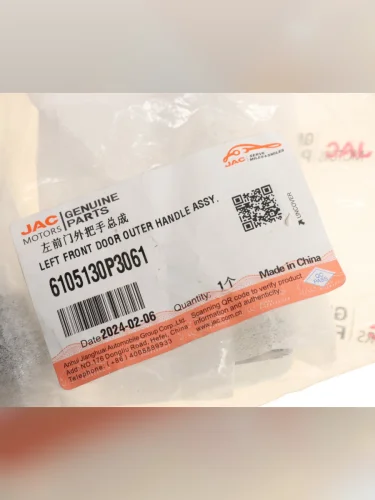 JAC MOTORS
GENUINE PARTS
JAC
左前门外把手总成
LEFT FRONT DOOR OUTER HANDLE ASSY.
6105130P3061
UNCOVER
Quantity: 1个
Made in China
Date 2024-02-06
Scanning QR code to verify product
information and authenticity
www.jac.com.cn
Anhui Jianghuai Automobile Group Corp. Ltd.
Add: 176 Dongliu Road, Hefei, China
JAC